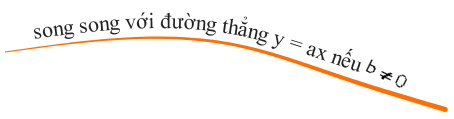 song song với đường thẳng y = ax nếu b ≠ 0